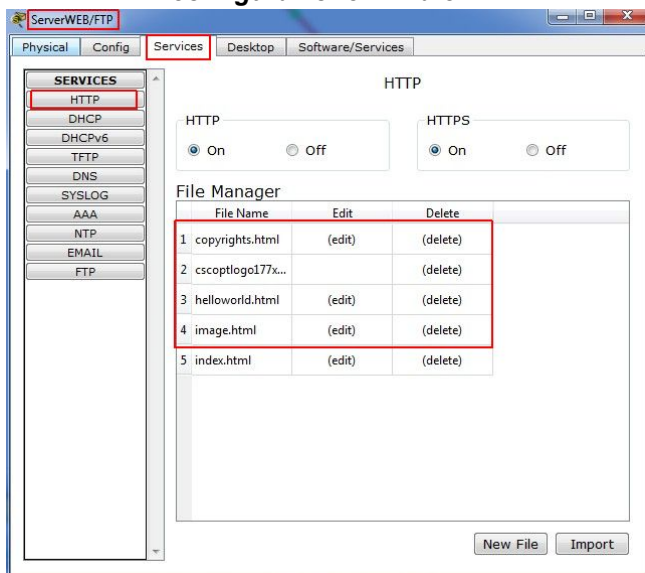 ServerWEB/FTP
Physical Config Services Desktop Software/Services
SERVICES
HTTP
DHCP
DHCPv6
TFTP
DNS
SYSLOG
AAA
NTP
EMAIL
FTP
HTTP
HTTP
On Off
HTTPS
On Off
File Manager
File Name Edit Delete
1 copyrights.html (edit) (delete)
2 cscoptlogo177x... (delete)
3 helloworld.html (edit) (delete)
4 image.html (edit) (delete)
5 index.html (edit) (delete)
New File Import